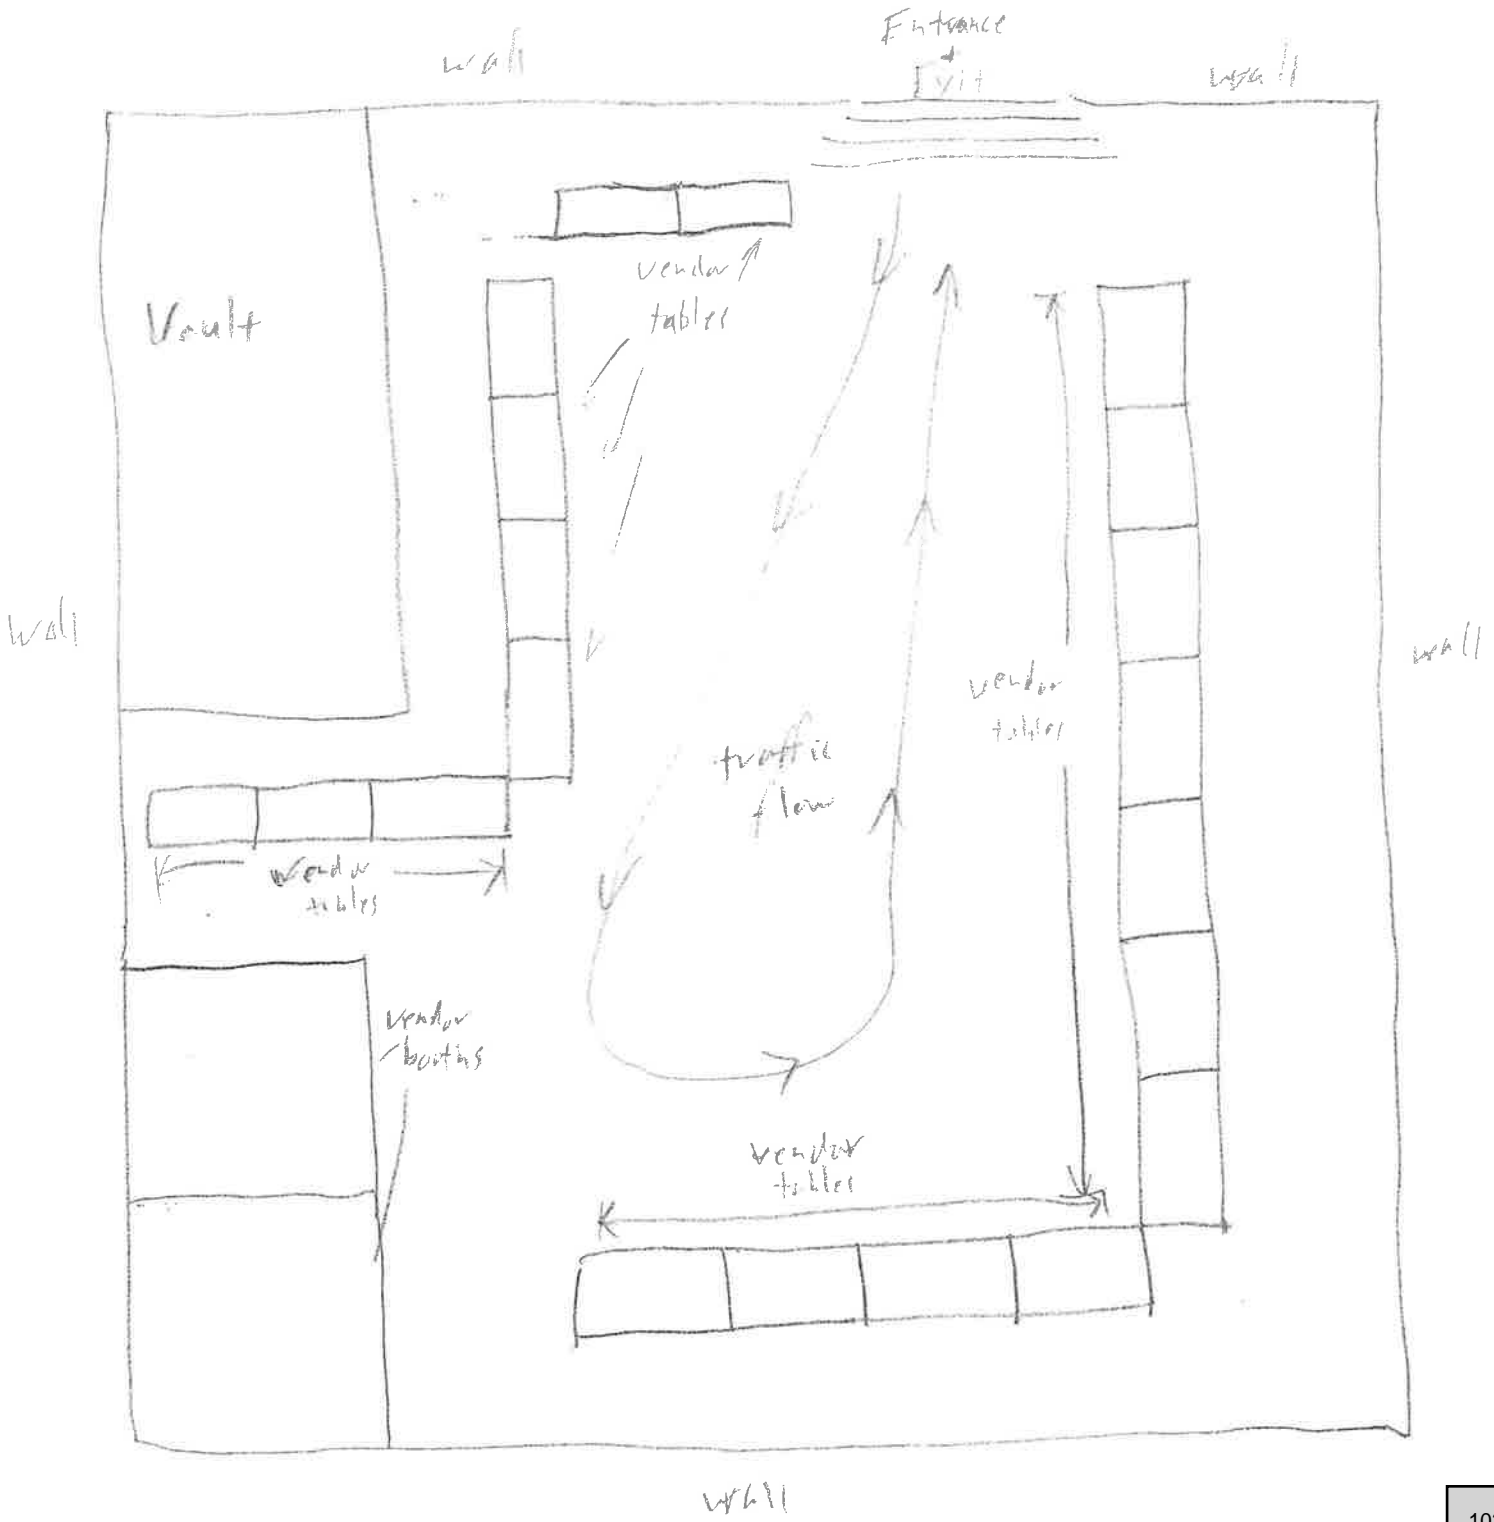 Entrance
+
Exit
wall
wall
vendor
tables
Vault
wall
wall
vendor
tables
traffic
flow
vendor
tables
vendor
booths
vendor
tables
wall